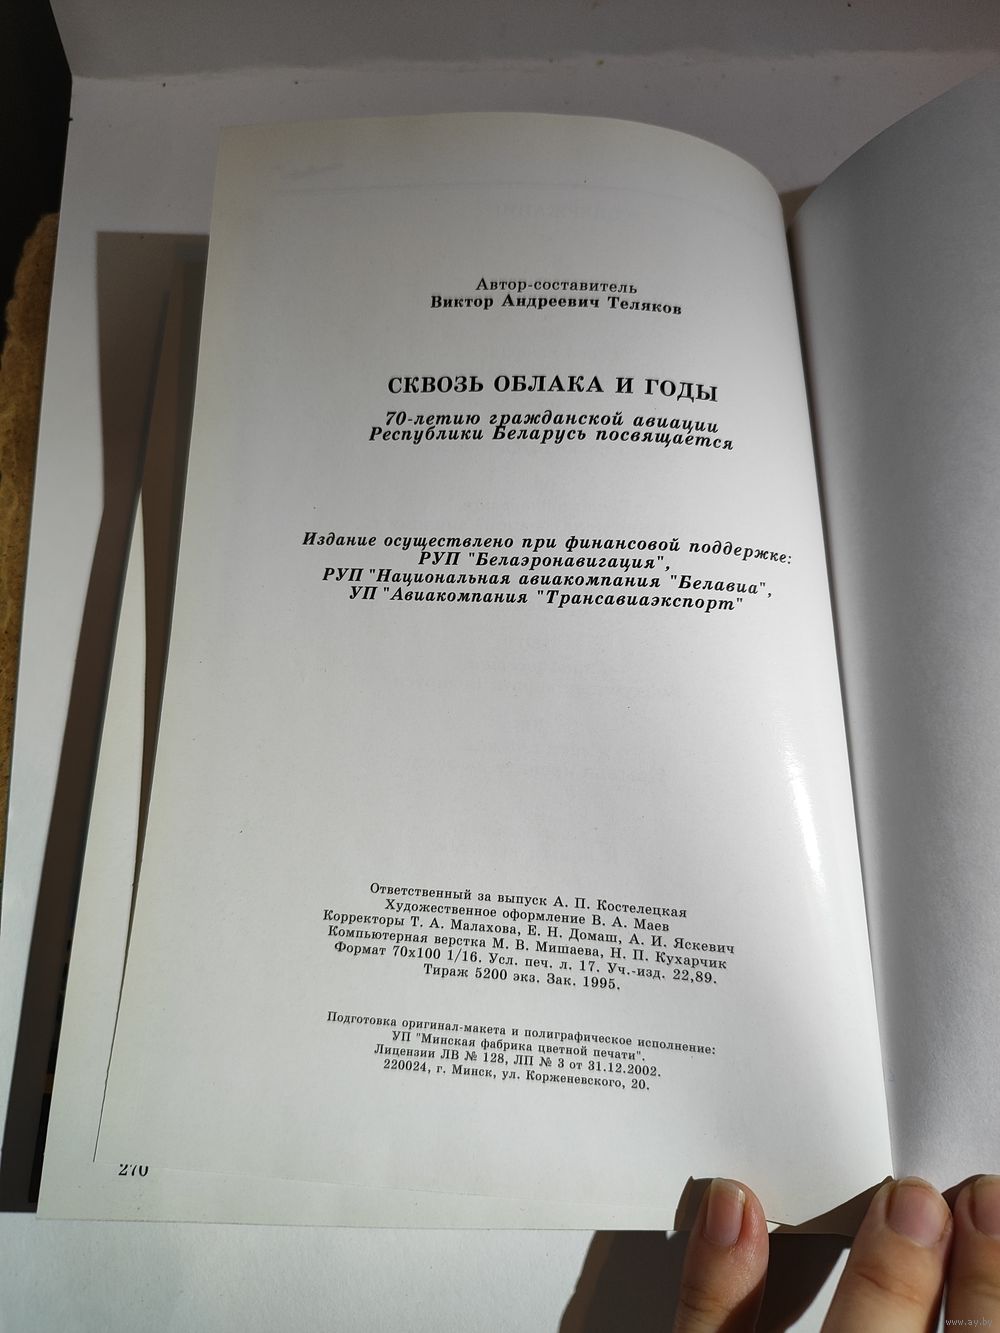 Автор-составитель
Виктор Андреевич Теляков
СКВОЗЬ ОБЛАКА И ГОДЫ
70-летию гражданской авиации
Республики Беларусь посвящается
Издание осуществлено при финансовой поддержке:
РУП "Белаэронавигация",
РУП "Национальная авиакомпания "Белавиа",
УП "Авиакомпания "Трансавиаэкспорт"
Ответственный за выпуск А. П. Костелецкая
Художественное оформление В. А. Маев
Корректоры Т. А. Малахова, Е. Н. Домаш, А. И. Яскевич
Компьютерная верстка М. В. Мишаева, Н. П. Кухарчик
Формат 70х100 1/16. Усл. печ. л. 17. Уч.-изд. 22,89.
Тираж 5200 экз. Зак. 1995.
Подготовка оригинал-макета и полиграфическое исполнение:
УП "Минская фабрика цветной печати".
Лицензии ЛВ № 128, ЛП № 3 от 31.12.2002.
220024, г. Минск, ул. Корженевского, 20.
270
www.ay.by